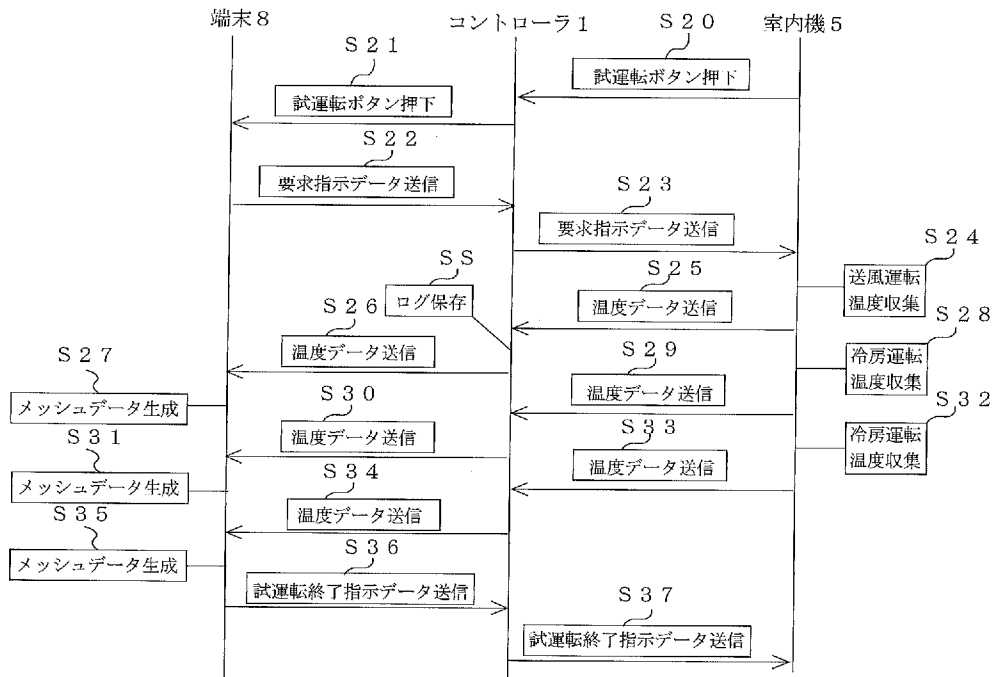 端末8
コントローラ1
室内機5
S20
試運転ボタン押下
S21
試運転ボタン押下
S22
要求指示データ送信
S23
要求指示データ送信
S24
送風運転
温度収集
S25
温度データ送信
SS
ログ保存
S26
温度データ送信
S27
メッシュデータ生成
S28
冷房運転
温度収集
S29
温度データ送信
S30
温度データ送信
S31
メッシュデータ生成
S32
冷房運転
温度収集
S33
温度データ送信
S34
温度データ送信
S35
メッシュデータ生成
S36
試運転終了指示データ送信
S37
試運転終了指示データ送信